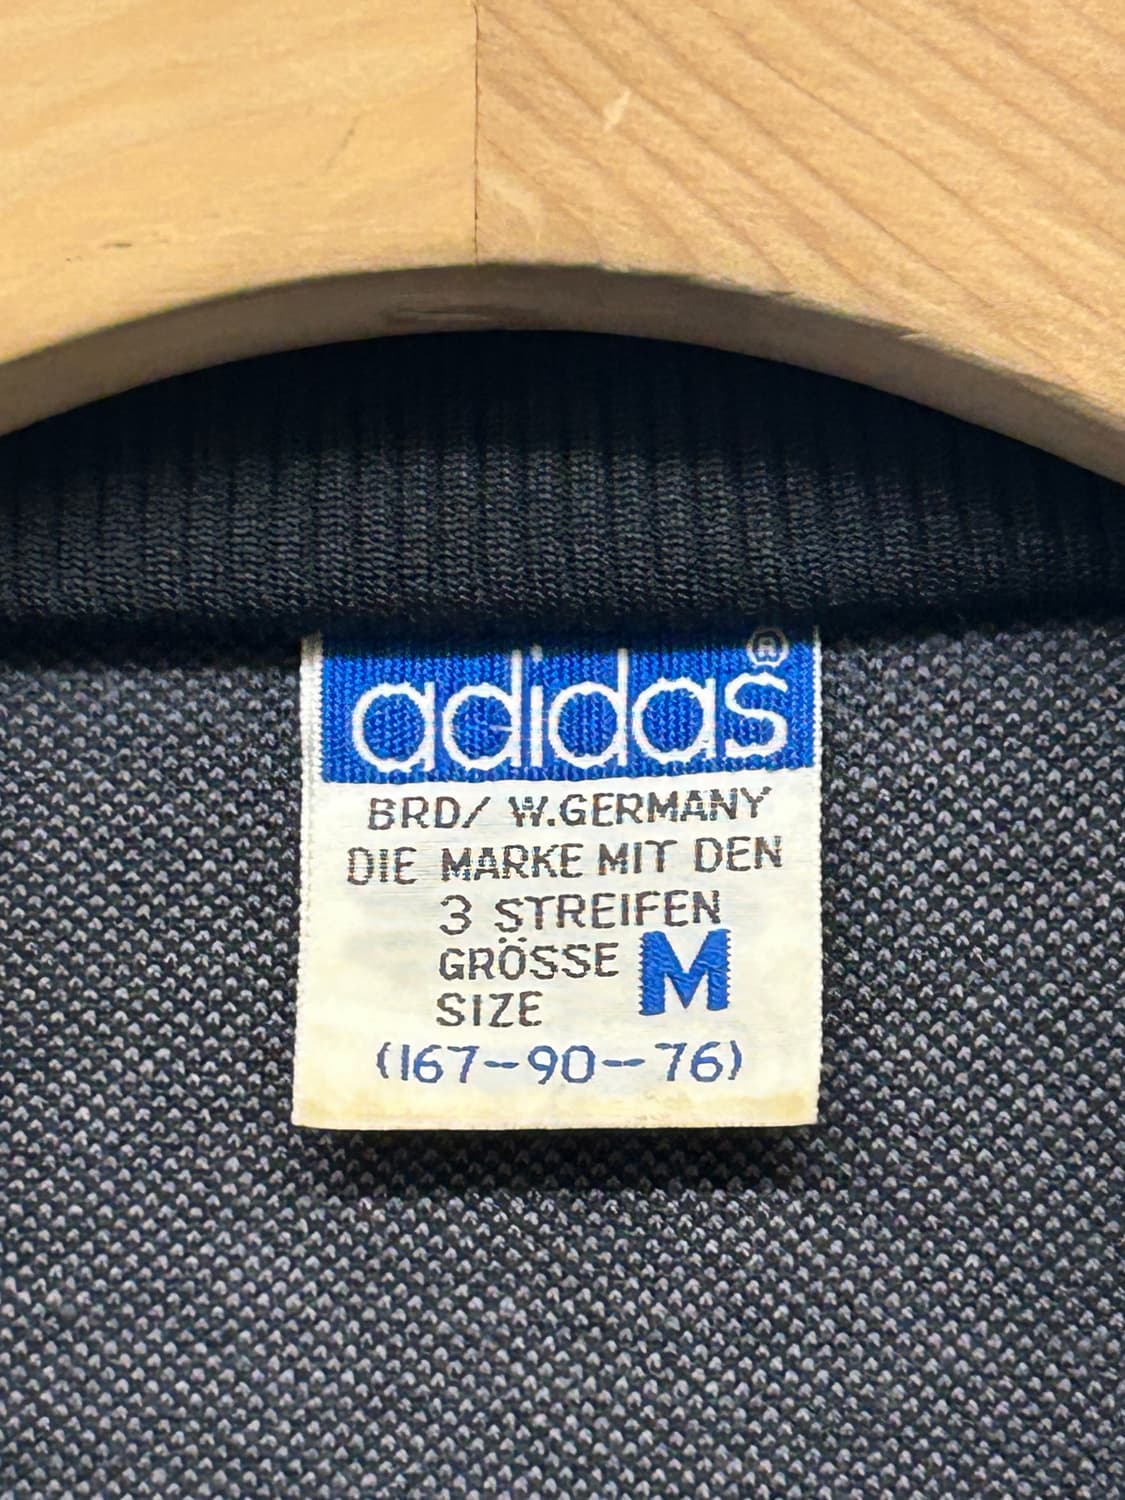 adidas®
BRD/ W.GERMANY
DIE MARKE MIT DEN
3 STREIFEN
GRÖSSE M
SIZE
(167-90-76)